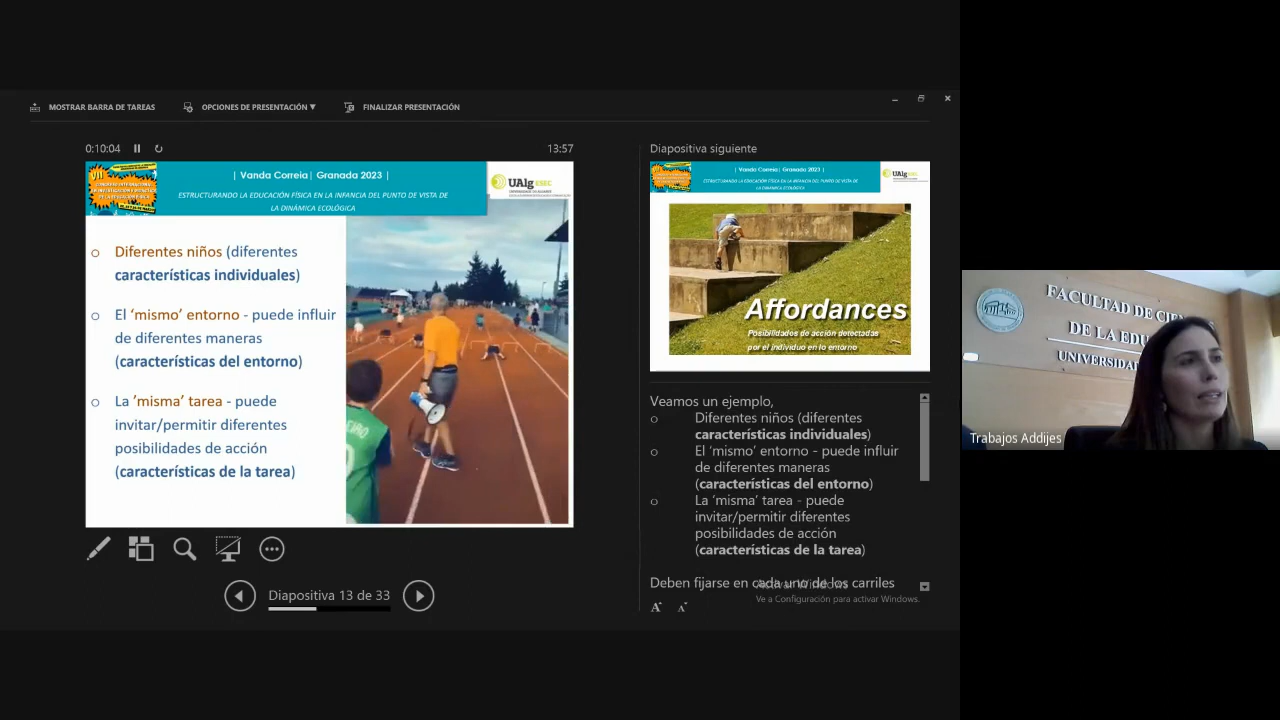 MOSTRAR BARRA DE TAREAS
OPCIONES DE PRESENTACIÓN ▼
FINALIZAR PRESENTACIÓN
0:10:04
13:57
| Vanda Correia| Granada 2023 |
ESTRUCTURANDO LA EDUCACIÓN FÍSICA EN LA INFANCIA DEL PUNTO DE VISTA DE
LA DINÁMICA ECOLÓGICA
VII
UAlg ESEC
o Diferentes niños (diferentes
características individuales)
o El ‘mismo’ entorno - puede influir
de diferentes maneras
(características del entorno)
o La ’misma’ tarea - puede
invitar/permitir diferentes
posibilidades de acción
(características de la tarea)
Diapositiva 13 de 33
Diapositiva siguiente
| Vanda Correia| Granada 2023 |
ESTRUCTURANDO LA EDUCACIÓN FÍSICA EN LA INFANCIA DEL PUNTO DE VISTA DE
LA DINÁMICA ECOLÓGICA
UAlg
Affordances
Posibilidades de acción detectadas
por el individuo en lo entorno
Veamos un ejemplo,
o Diferentes niños (diferentes
características individuales)
o El ‘mismo’ entorno - puede influir
de diferentes maneras
(características del entorno)
o La ‘misma’ tarea - puede
invitar/permitir diferentes
posibilidades de acción
(características de la tarea)
Deben fijarse en cada uno de los carriles
Activar Windows
Ve a Configuración para activar Windows.
A A
FACULTAD DE
DE LA
UNIVERSIDA
Trabajos Addijes